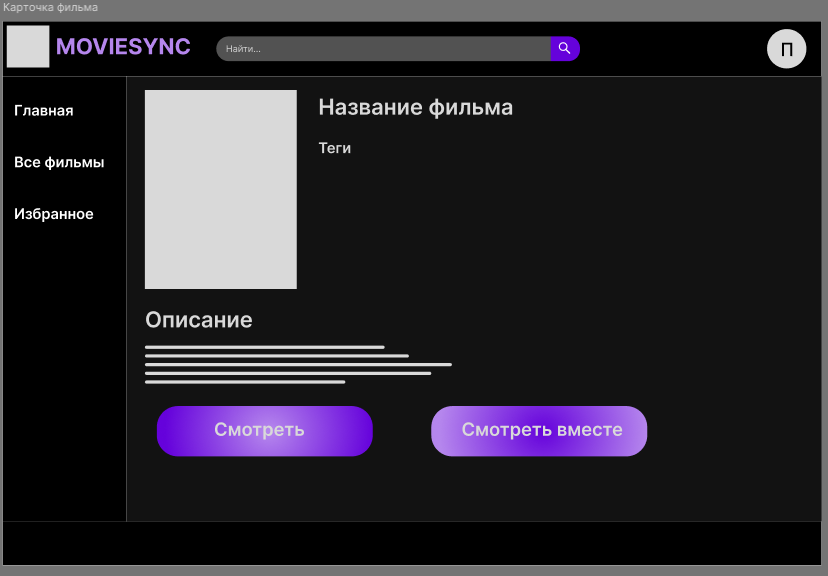 Карточка фильма
MOVIESYNC
Найти...
П
Главная
Все фильмы
Избранное
Название фильма
Теги
Описание
Смотреть
Смотреть вместе